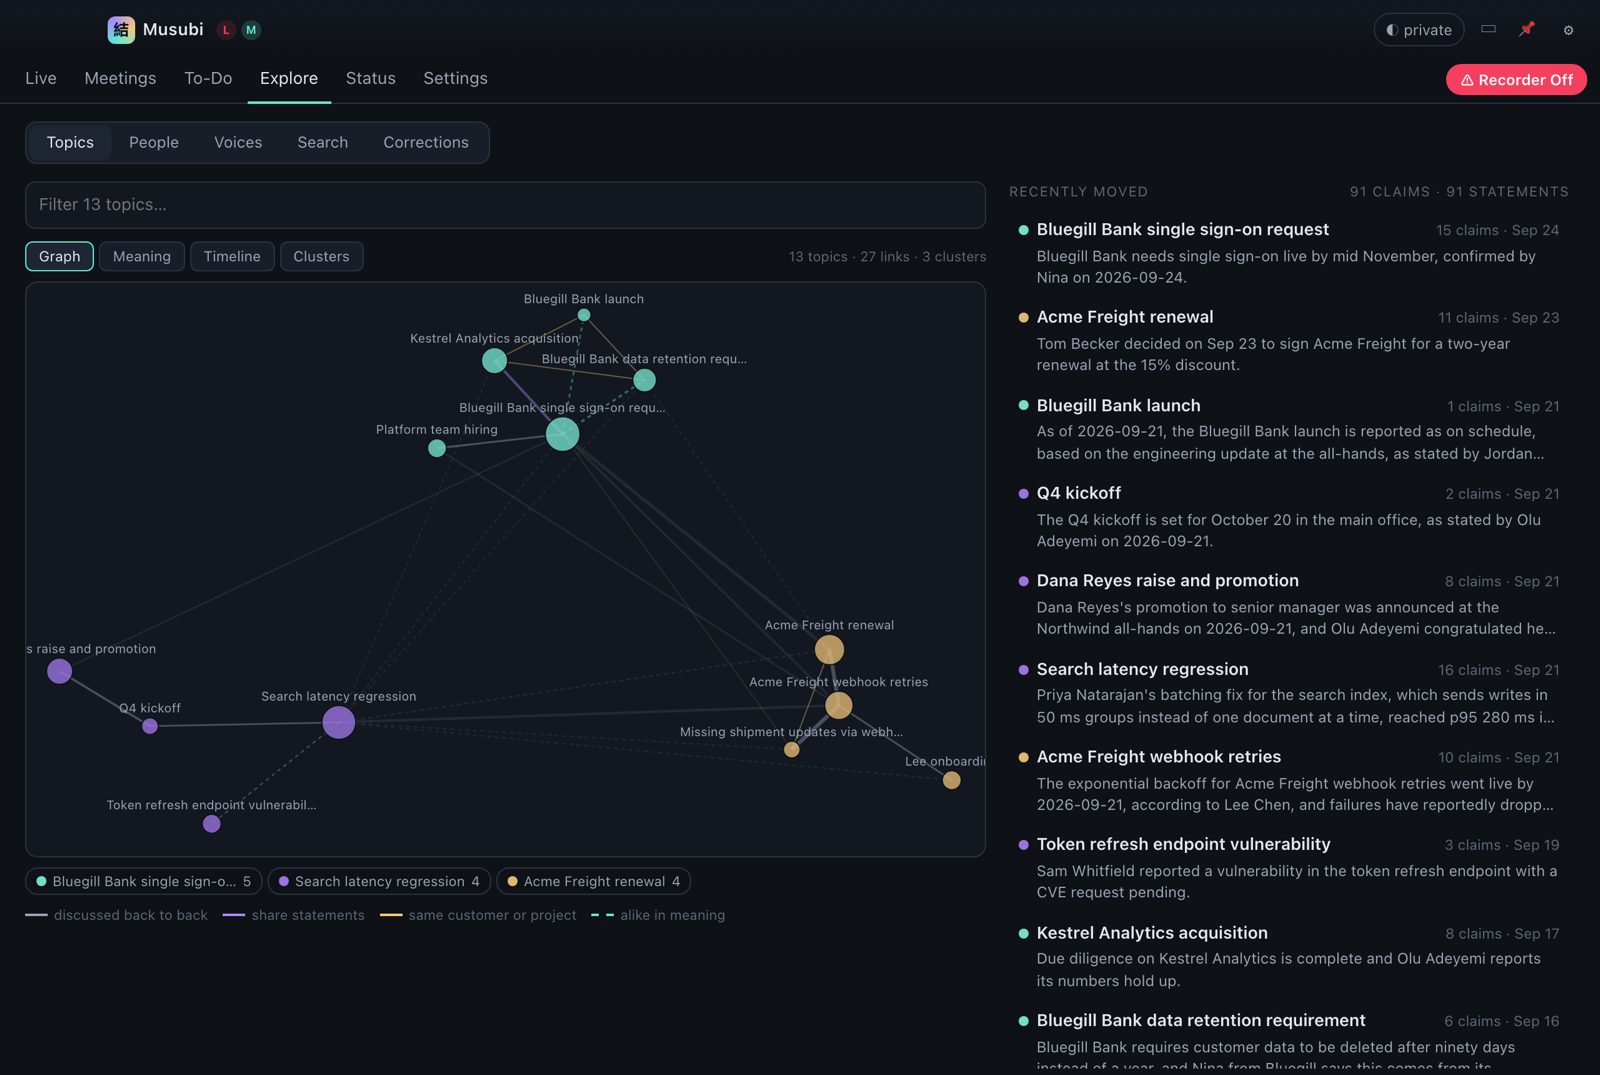 結 Musubi L M
private
Live Meetings To-Do Explore Status Settings
Recorder Off
Topics People Voices Search Corrections
Filter 13 topics...
Graph Meaning Timeline Clusters
13 topics · 27 links · 3 clusters
Bluegill Bank launch
Kestrel Analytics acquisition
Bluegill Bank data retention requ...
Bluegill Bank single sign-on requ...
Platform team hiring
Acme Freight renewal
s raise and promotion
Acme Freight webhook retries
Search latency regression
Q4 kickoff
Missing shipment updates via webh...
Lee onboardi
Token refresh endpoint vulnerabil...
Bluegill Bank single sign-o... 5
Search latency regression 4
Acme Freight renewal 4
discussed back to back
share statements
same customer or project
alike in meaning
RECENTLY MOVED
91 CLAIMS · 91 STATEMENTS
Bluegill Bank single sign-on request
15 claims · Sep 24
Bluegill Bank needs single sign-on live by mid November, confirmed by
Nina on 2026-09-24.
Acme Freight renewal
11 claims · Sep 23
Tom Becker decided on Sep 23 to sign Acme Freight for a two-year
renewal at the 15% discount.
Bluegill Bank launch
1 claims · Sep 21
As of 2026-09-21, the Bluegill Bank launch is reported as on schedule,
based on the engineering update at the all-hands, as stated by Jordan...
Q4 kickoff
2 claims · Sep 21
The Q4 kickoff is set for October 20 in the main office, as stated by Olu
Adeyemi on 2026-09-21.
Dana Reyes raise and promotion
8 claims · Sep 21
Dana Reyes's promotion to senior manager was announced at the
Northwind all-hands on 2026-09-21, and Olu Adeyemi congratulated he...
Search latency regression
16 claims · Sep 21
Priya Natarajan's batching fix for the search index, which sends writes in
50 ms groups instead of one document at a time, reached p95 280 ms i...
Acme Freight webhook retries
10 claims · Sep 21
The exponential backoff for Acme Freight webhook retries went live by
2026-09-21, according to Lee Chen, and failures have reportedly dropp...
Token refresh endpoint vulnerability
3 claims · Sep 19
Sam Whitfield reported a vulnerability in the token refresh endpoint with a
CVE request pending.
Kestrel Analytics acquisition
8 claims · Sep 17
Due diligence on Kestrel Analytics is complete and Olu Adeyemi reports
its numbers hold up.
Bluegill Bank data retention requirement
6 claims · Sep 16
Bluegill Bank requires customer data to be deleted after ninety days
instead of a year, and Nina from Bluegill says this comes from its